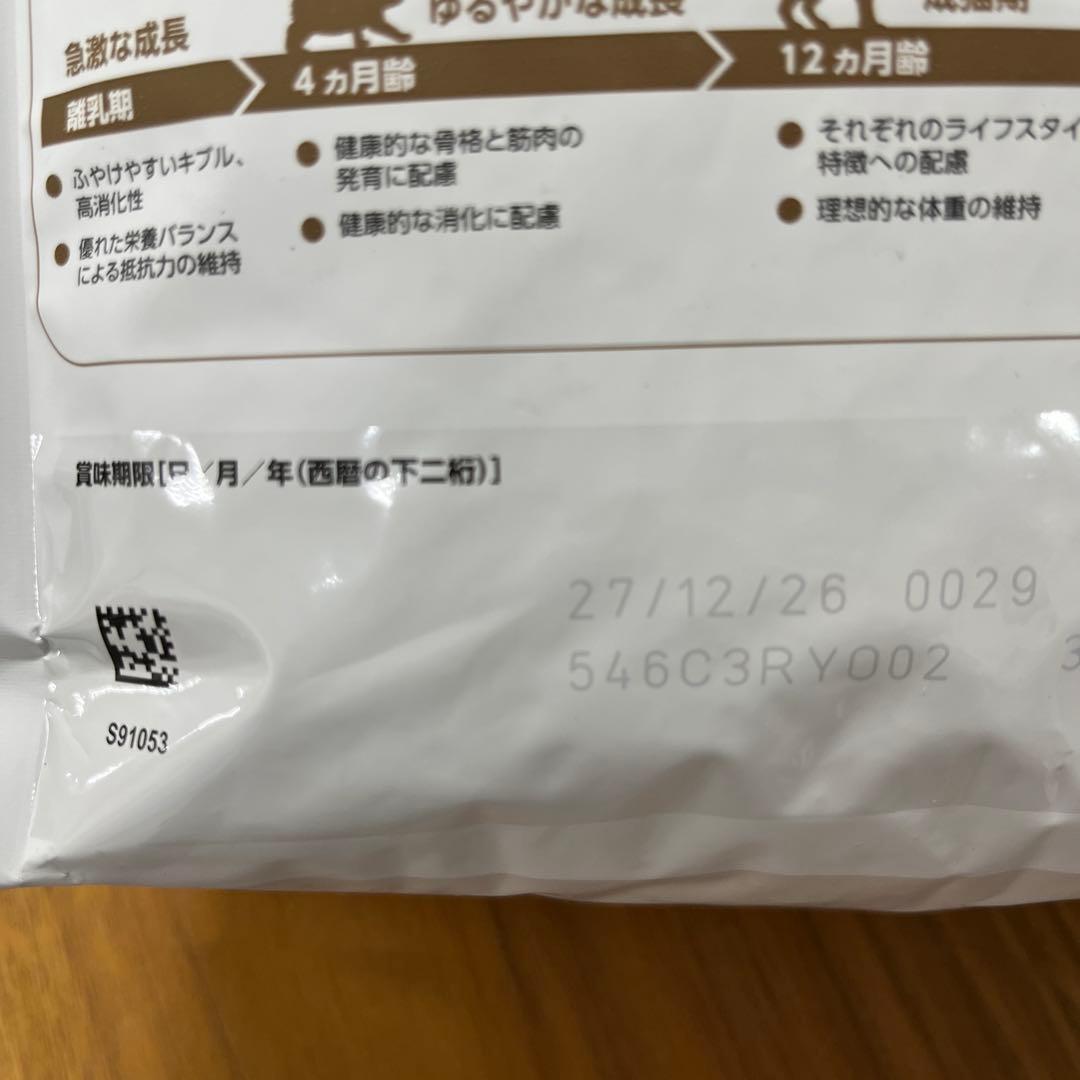 急激な成長
ゆるやかな成長
成猫期
離乳期
4ヵ月齢
12ヵ月齢
ふやけやすいキブル、
高消化性
優れた栄養バランス
による抵抗力の維持
健康的な骨格と筋肉の
発育に配慮
健康的な消化に配慮
それぞれのライフスタイ
特徴への配慮
理想的な体重の維持
賞味期限[日/月/年(西暦の下二桁)]
27/12/26 0029
546C3RY002 3
S91053